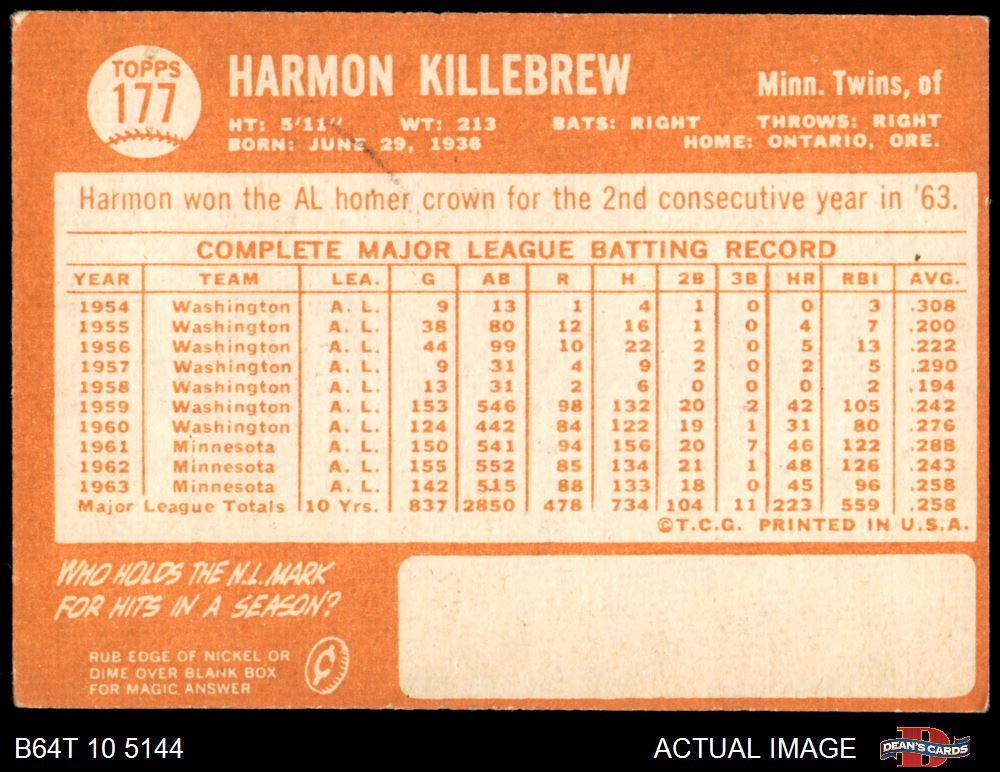 TOPPS
177
HARMON KILLEBREW
Minn. Twins, of
HT: 5'11" WT: 213 BATS: RIGHT THROWS: RIGHT
BORN: JUNE 29, 1936 HOME: ONTARIO, ORE.
Harmon won the AL homer crown for the 2nd consecutive year in '63.
COMPLETE MAJOR LEAGUE BATTING RECORD
YEAR TEAM LEA. G AB R H 2B 3B HR RBI AVG.
1954 Washington A. L. 9 13 1 4 1 0 0 3 .308
1955 Washington A. L. 38 80 12 16 1 0 4 7 .200
1956 Washington A. L. 44 99 10 22 2 0 5 13 .222
1957 Washington A. L. 9 31 4 9 2 0 2 5 .290
1958 Washington A. L. 13 31 2 6 0 0 0 2 .194
1959 Washington A. L. 153 546 98 132 20 2 42 105 .242
1960 Washington A. L. 124 442 84 122 19 1 31 80 .276
1961 Minnesota A. L. 150 541 94 156 20 7 46 122 .288
1962 Minnesota A. L. 155 552 85 134 21 1 48 126 .243
1963 Minnesota A. L. 142 515 88 133 18 0 45 96 .258
Major League Totals 10 Yrs. 837 2850 478 734 104 11 223 559 .258
©T.C.G. PRINTED IN U.S.A.
WHO HOLDS THE N.L. MARK
FOR HITS IN A SEASON?
RUB EDGE OF NICKEL OR
DIME OVER BLANK BOX
FOR MAGIC ANSWER
¢
B64T 10 5144
ACTUAL IMAGE
D
DEAN'S CARDS